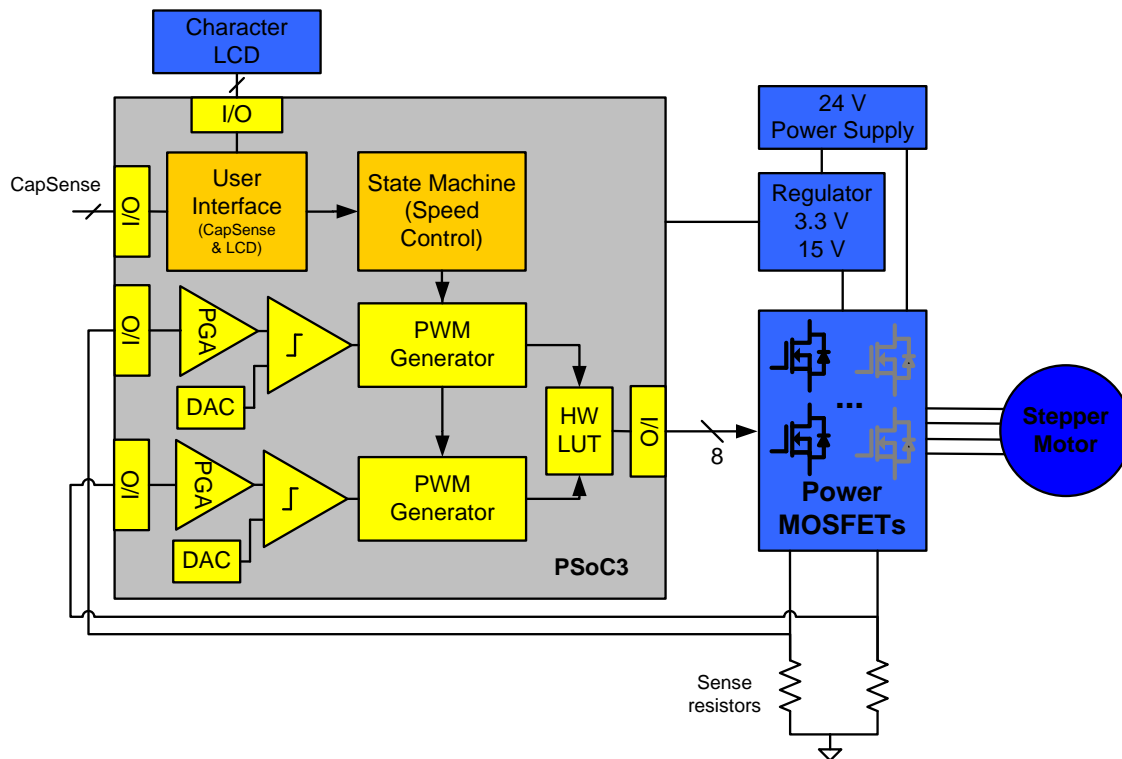 Character
LCD
I/O
24 V
Power Supply
CapSense
I/O
User
Interface
(CapSense
& LCD)
State Machine
(Speed
Control)
Regulator
3.3 V
15 V
I/O
PGA
DAC
PWM
Generator
HW
LUT
I/O
8
...
Power
MOSFETs
Stepper
Motor
I/O
PGA
DAC
PWM
Generator
PSoC3
Sense
resistors